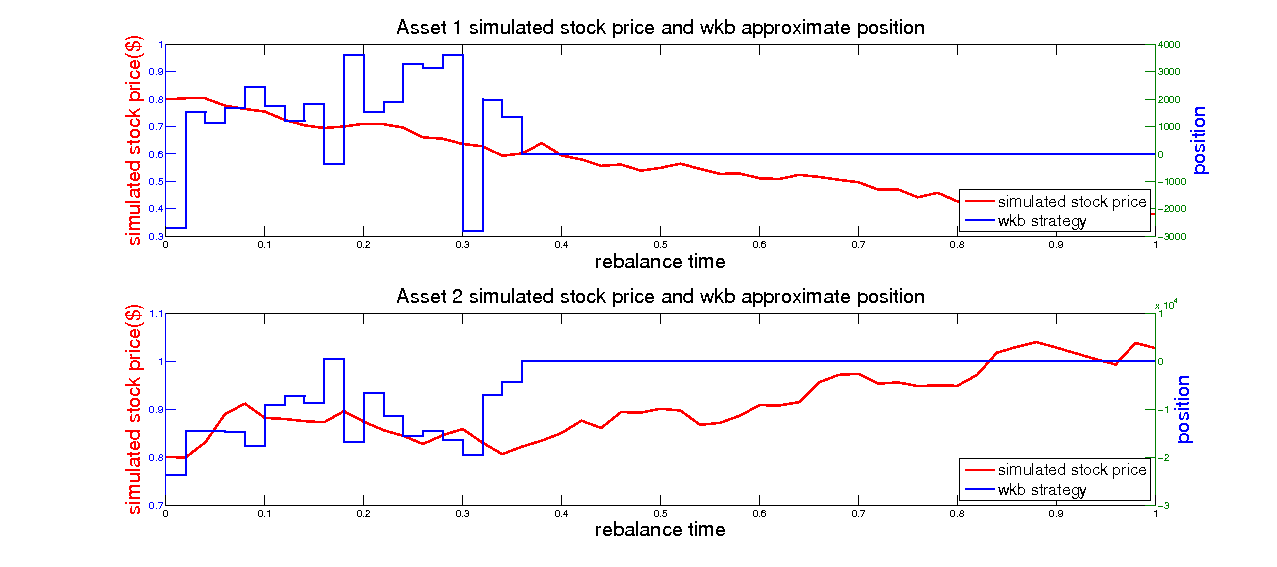 Asset 1 simulated stock price and wkb approximate position
simulated stock price($)
1
0.9
0.8
0.7
0.6
0.5
0.4
0.3
4000
3000
2000
1000
0
-1000
-2000
-3000
position
simulated stock price
wkb strategy
0 0.1 0.2 0.3 0.4 0.5 0.6 0.7 0.8 0.9 1
rebalance time
Asset 2 simulated stock price and wkb approximate position
simulated stock price($)
1.1
1
0.9
0.8
0.7
x 10^4
1
0
-1
-2
-3
position
simulated stock price
wkb strategy
0 0.1 0.2 0.3 0.4 0.5 0.6 0.7 0.8 0.9 1
rebalance time